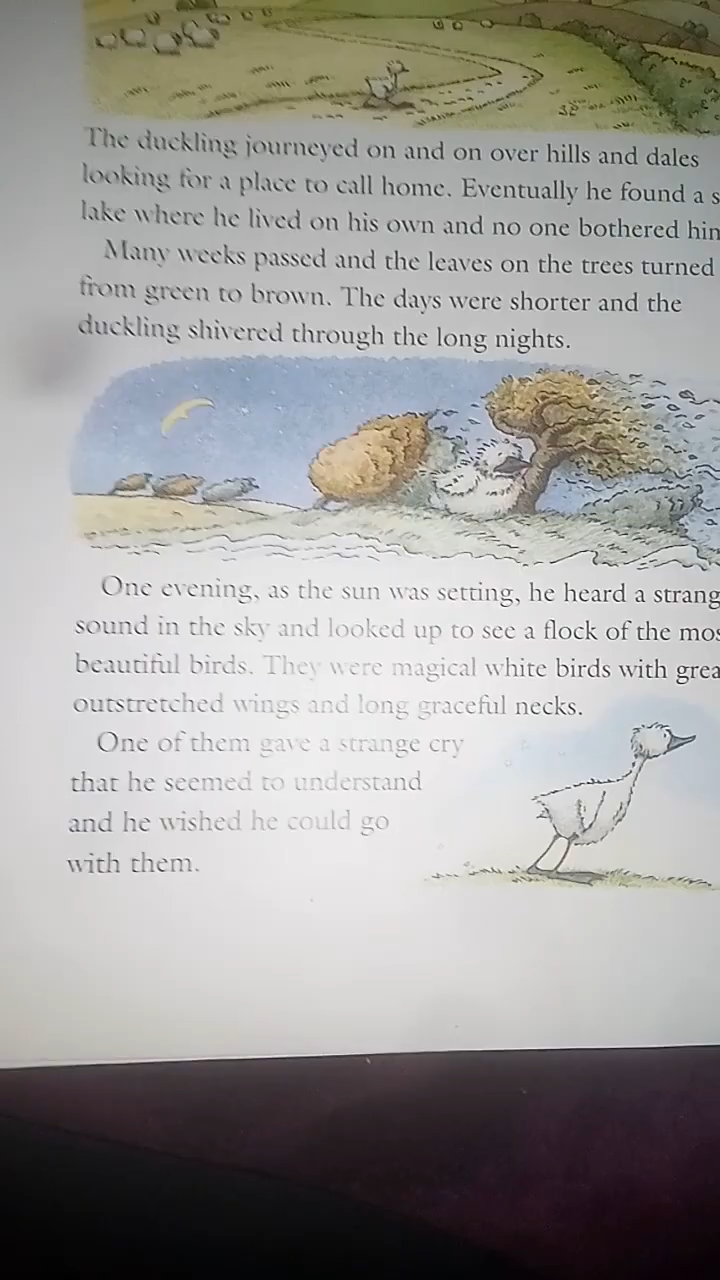 The duckling journeyed on and on over hills and dales
looking for a place to call home. Eventually he found a
lake where he lived on his own and no one bothered
Many weeks passed and the leaves on the trees turned
from green to brown. The days were shorter and the
duckling shivered through the long nights.
One evening, as the sun was setting, he heard a
sound in the sky and looked up to see a flock of the
beautiful birds. They were magical white birds with
outstretched wings and long graceful necks.
One of them gave a strange cry
that he seemed to understand
and he wished he could go
with them.